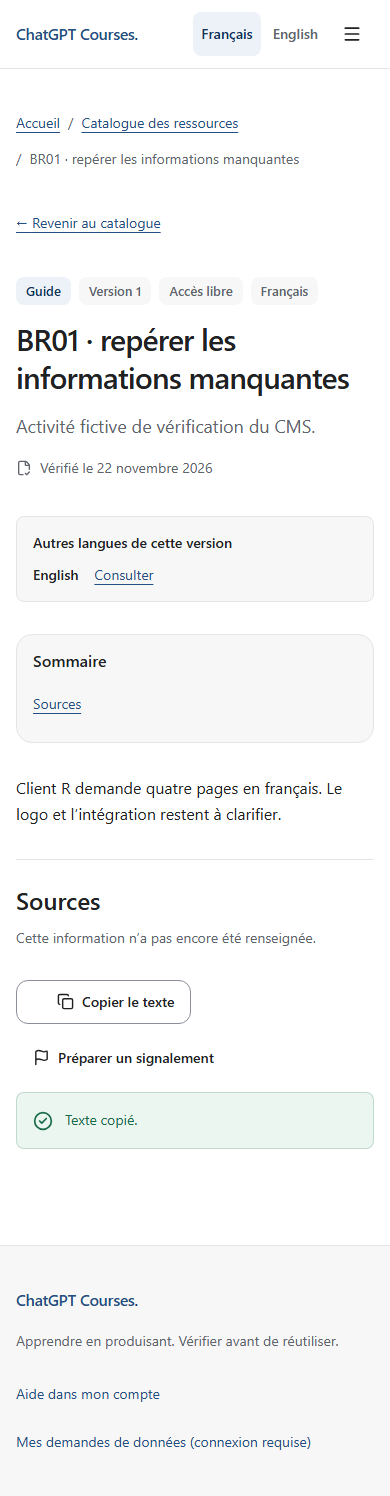 ChatGPT Courses.
Français
English
Accueil / Catalogue des ressources
/ BR01 · repérer les informations manquantes
← Revenir au catalogue
Guide
Version 1
Accès libre
Français
BR01 · repérer les
informations manquantes
Activité fictive de vérification du CMS.
Vérifié le 22 novembre 2026
Autres langues de cette version
English Consulter
Sommaire
Sources
Client R demande quatre pages en français. Le
logo et l’intégration restent à clarifier.
Sources
Cette information n’a pas encore été renseignée.
Copier le texte
Préparer un signalement
Texte copié.
ChatGPT Courses.
Apprendre en produisant. Vérifier avant de réutiliser.
Aide dans mon compte
Mes demandes de données (connexion requise)